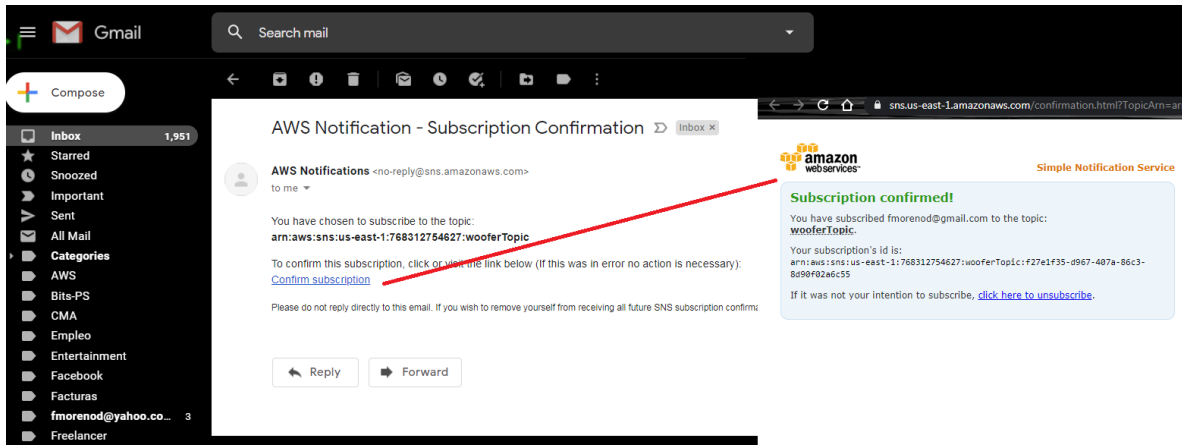 Gmail
Search mail
Compose
Inbox 1,951
Starred
Snoozed
Important
Sent
All Mail
Categories
AWS
Bits-PS
CMA
Empleo
Entertainment
Facebook
Facturas
fmorenod@yahoo.co... 3
Freelancer
AWS Notification - Subscription Confirmation Inbox ×
AWS Notifications <no-reply@sns.amazonaws.com>
to me
You have chosen to subscribe to the topic:
arn:aws:sns:us-east-1:768312754627:wooferTopic
To confirm this subscription, click or visit the link below (If this was in error no action is necessary):
Confirm subscription
Please do not reply directly to this email. If you wish to remove yourself from receiving all future SNS subscription confirma
Reply
Forward
sns.us-east-1.amazonaws.com/confirmation.html?TopicArn=ar
amazon
webservices™
Simple Notification Service
Subscription confirmed!
You have subscribed fmorenod@gmail.com to the topic:
wooferTopic.
Your subscription's id is:
arn:aws:sns:us-east-1:768312754627:wooferTopic:f27e1f35-d967-407a-86c3-
8d90f02a6c55
If it was not your intention to subscribe, click here to unsubscribe.